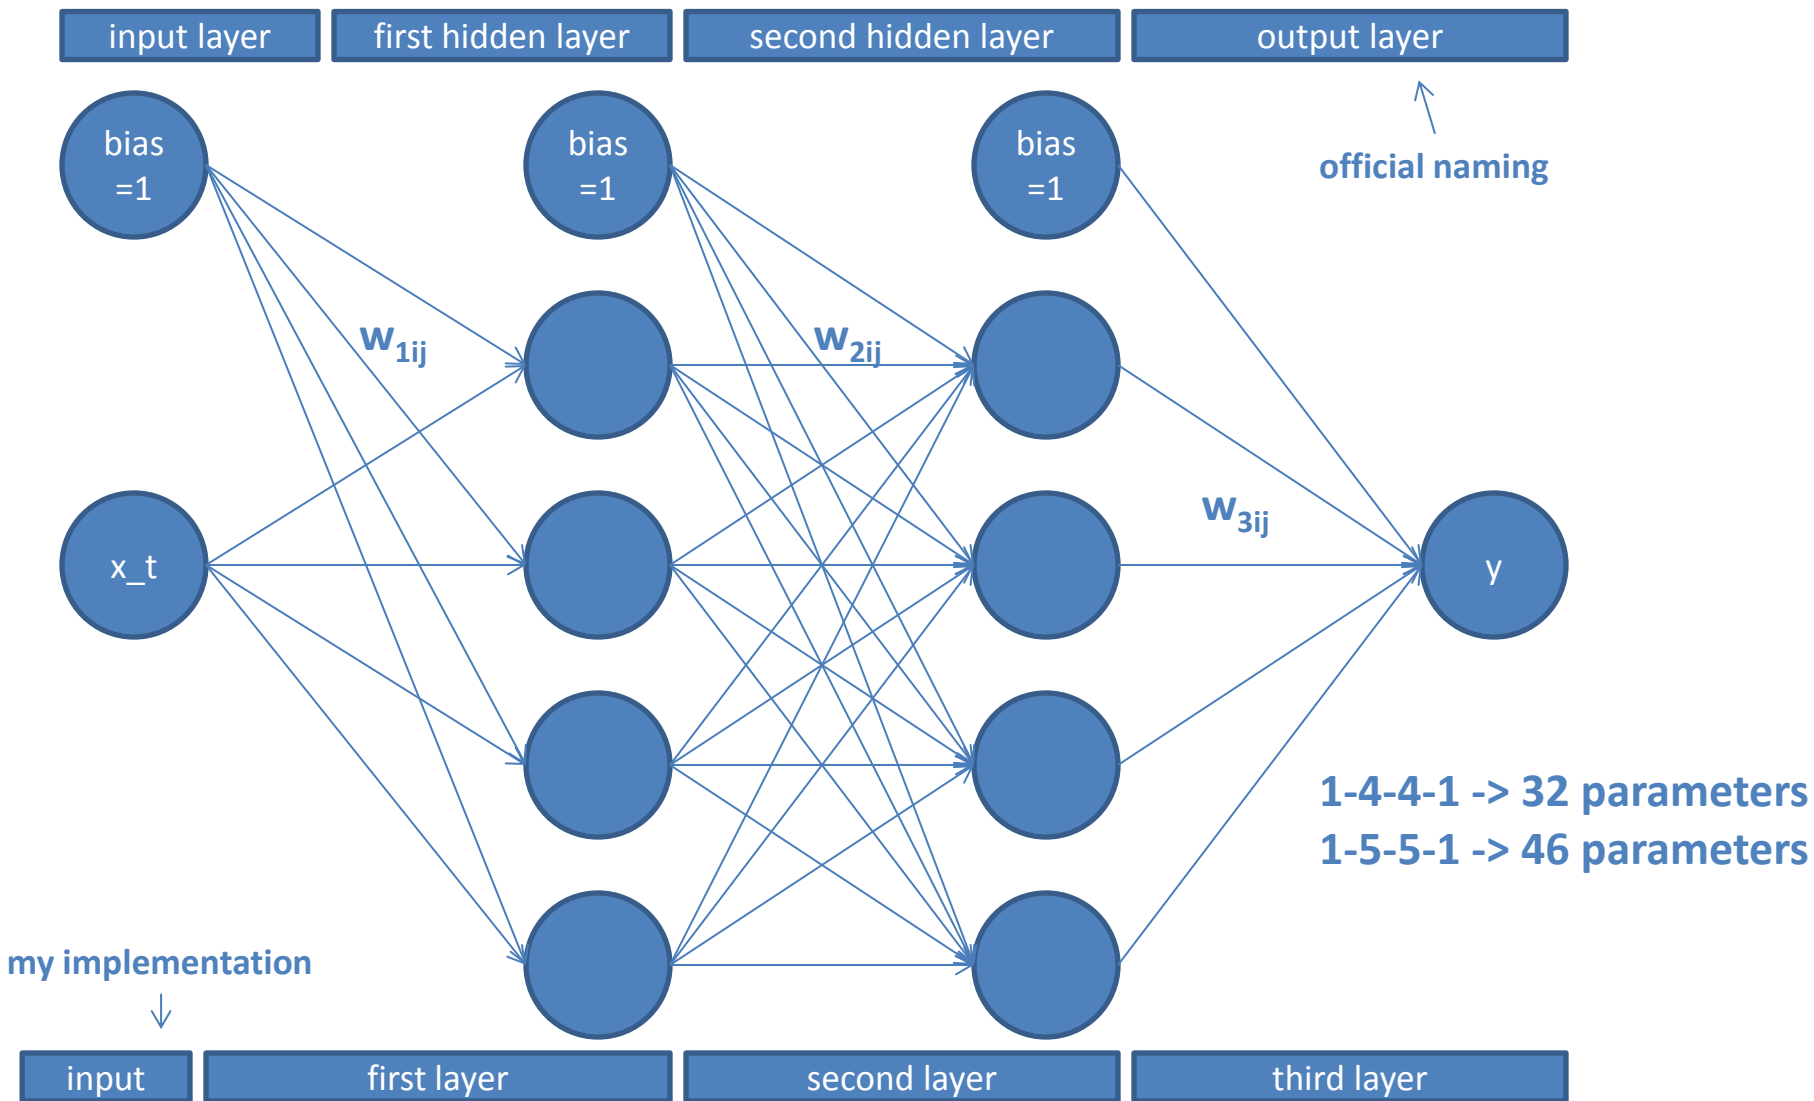 input layer
first hidden layer
second hidden layer
output layer
bias
=1
bias
=1
bias
=1
official naming
w1ij
w2ij
w3ij
x_t
y
1-4-4-1 -> 32 parameters
1-5-5-1 -> 46 parameters
my implementation
input
first layer
second layer
third layer